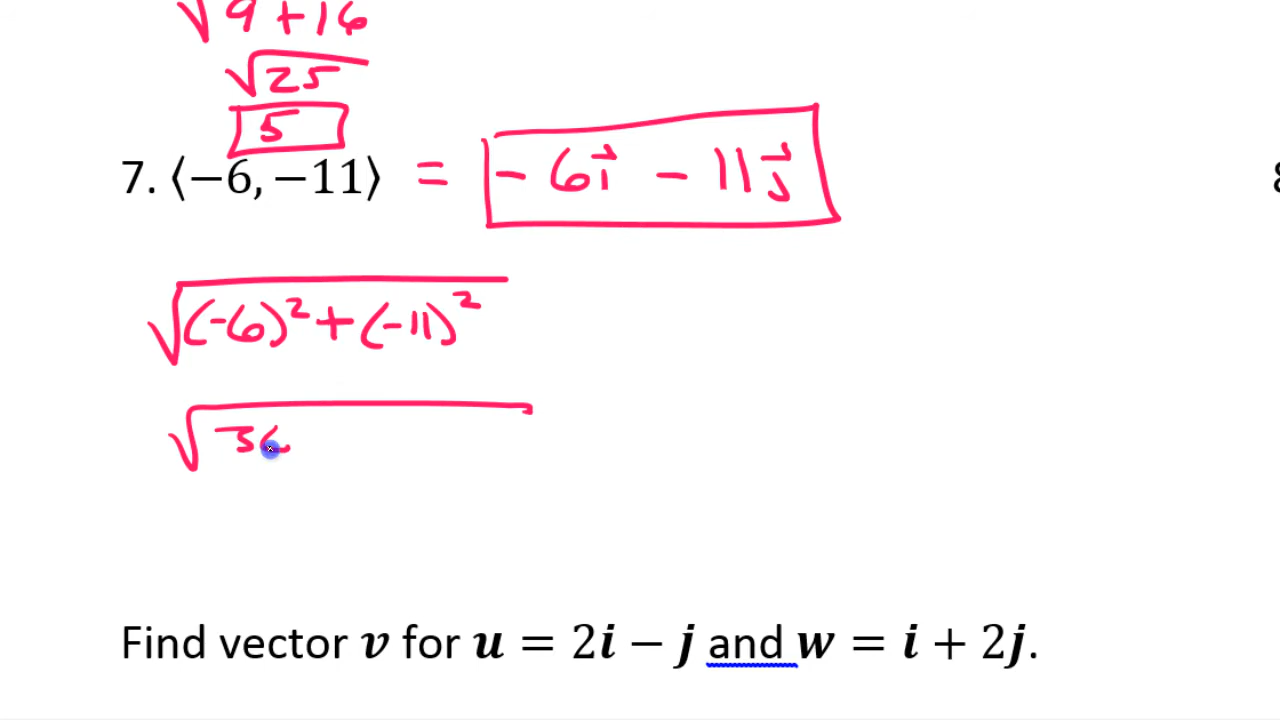 √9 + 16
√25
5
7. ⟨−6, −11⟩ = - 6i⃗ - 11j⃗
√(-6)² + (-11)²
√36
Find vector v for u = 2i − j and w = i + 2j.